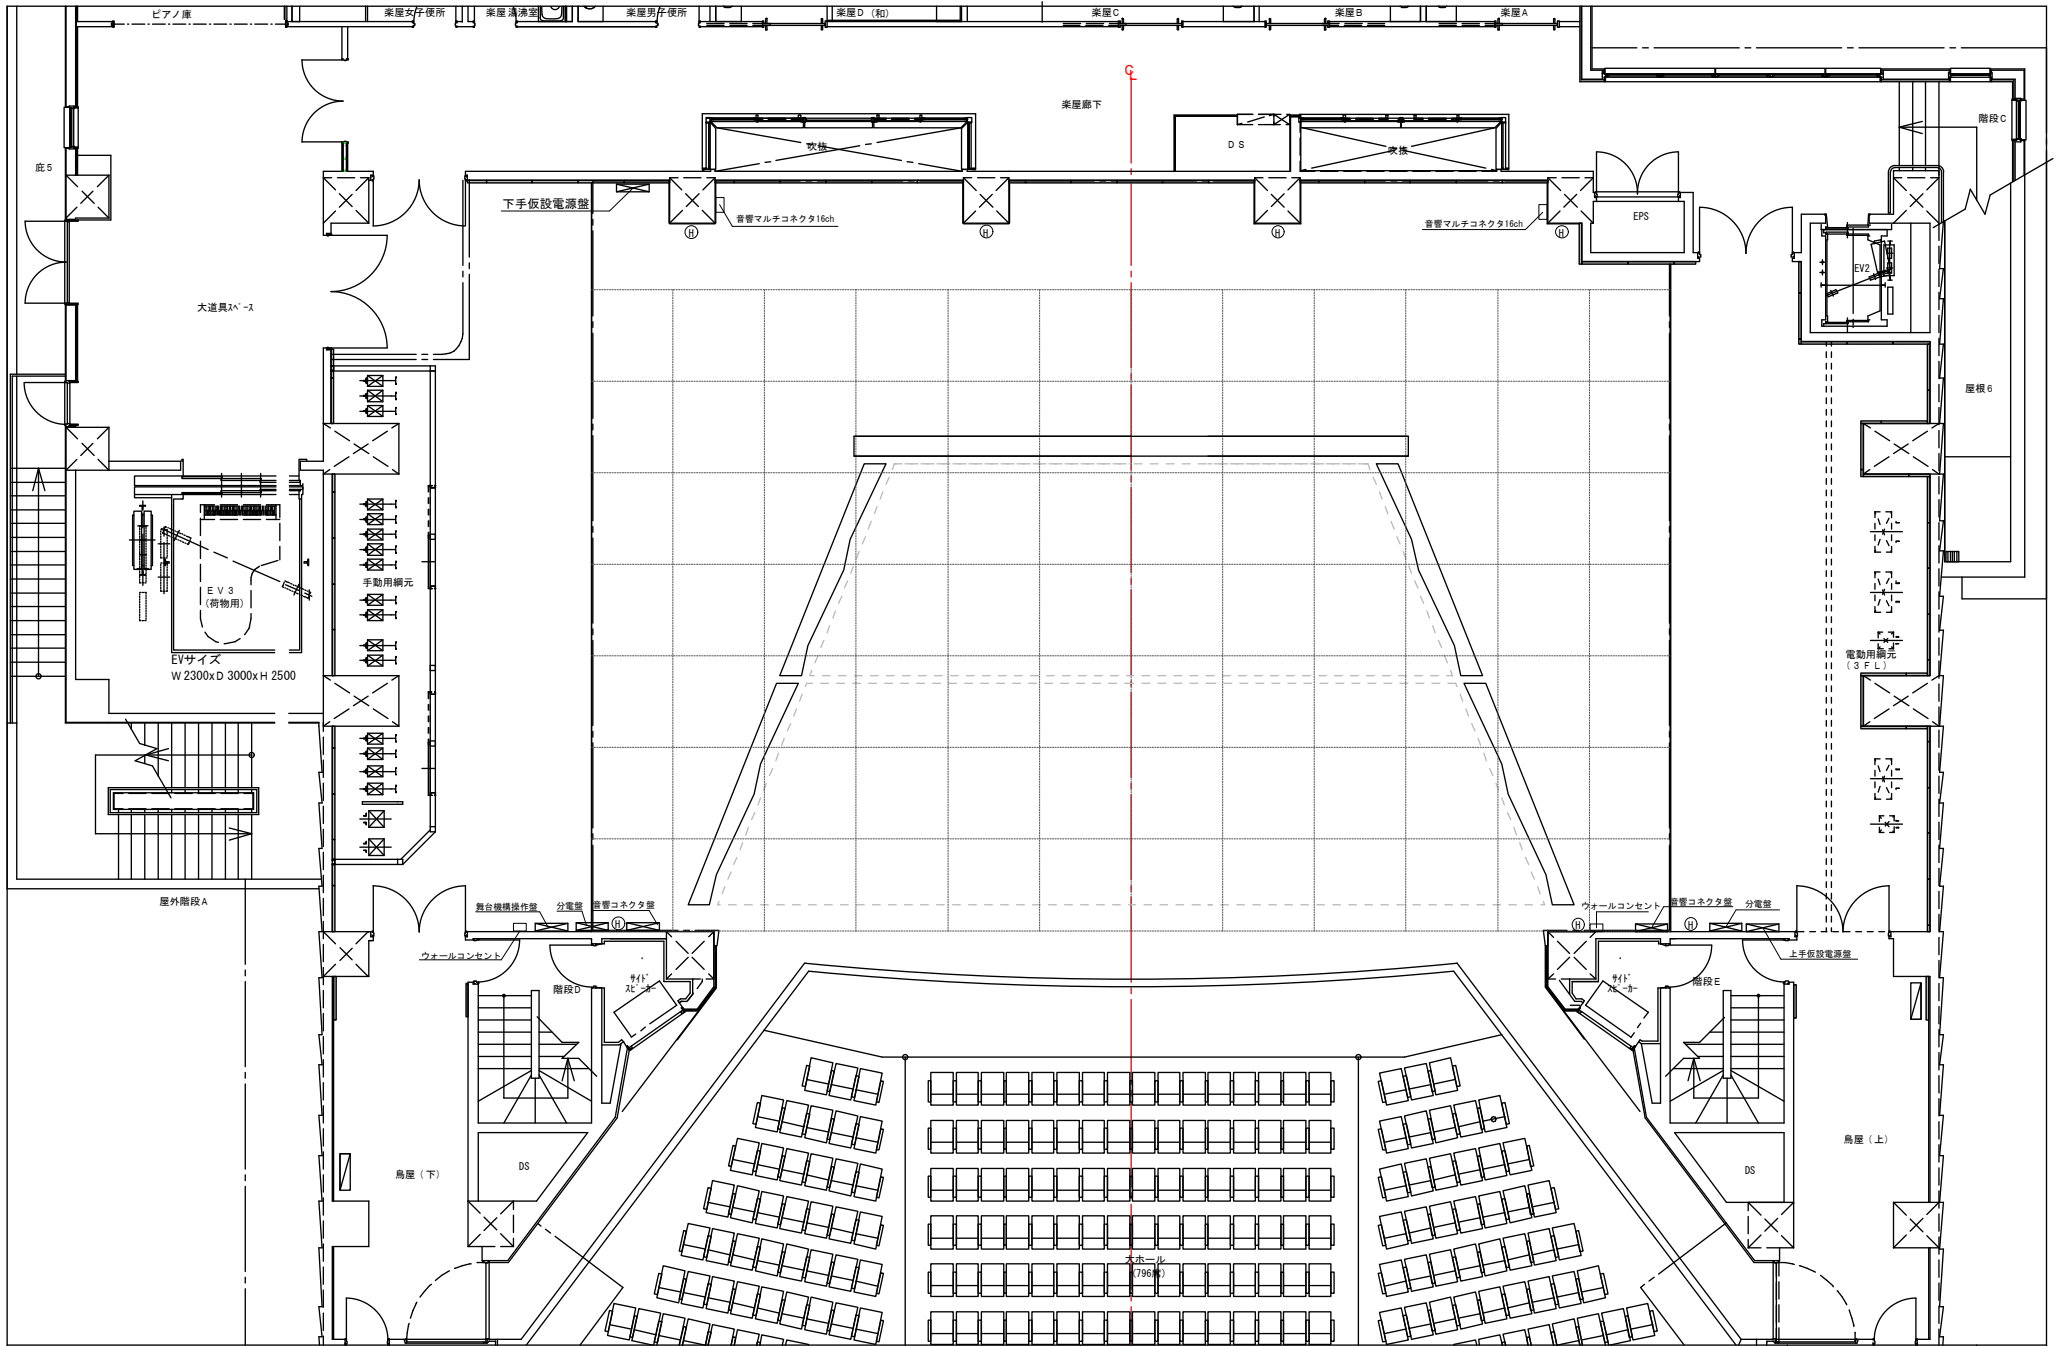 ピアノ庫
楽屋女子便所
楽屋湯沸室
楽屋男子便所
楽屋D（和）
楽屋C
楽屋B
楽屋A
CL
楽屋廊下
階段C
吹抜
DS
吹抜
庇5
下手仮設電源盤
音響マルチコネクタ16ch
音響マルチコネクタ16ch
EPS
H
H
H
H
EV2
大道具ｽﾍﾟｰｽ
屋根6
手動用綱元
EV3
（荷物用）
EVサイズ
W 2300xD 3000xH 2500
電動用綱元
（3FL）
屋外階段A
舞台機構操作盤
分電盤
音響コネクタ盤
H
ウォールコンセント
ウォールコンセント
音響コネクタ盤
分電盤
H
H
上手仮設電源盤
階段D
ｻｲﾄﾞ
ｽﾋﾟｰｶｰ
ｻｲﾄﾞ
ｽﾋﾟｰｶｰ
階段E
鳥屋（下）
DS
DS
鳥屋（上）
大ホール
（796席）